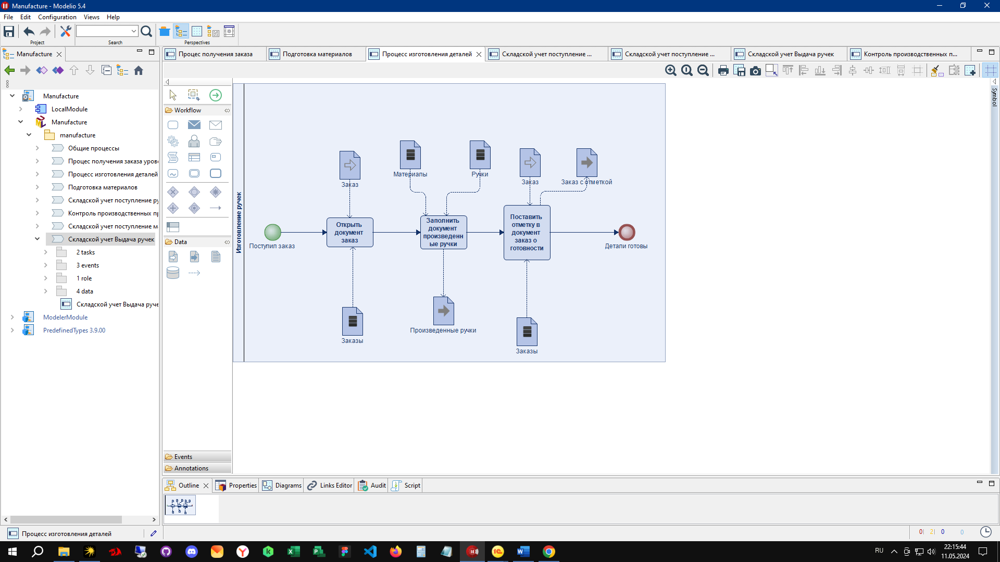 Manufacture - Modelio 5.4
File Edit Configuration Views Help
Project Search Perspectives
Manufacture
Процес получения заказа
Подготовка материалов
Процесс изготовления деталей
Складской учет поступление ...
Складской учет поступление ...
Складской учет Выдача ручек
Контроль производственных п...
Manufacture
LocalModule
Manufacture
manufacture
Общие процессы
Процес получения заказа уров
Процесс изготовления деталей
Подготовка материалов
Складской учет поступление ру
Контроль производственных пр
Складской учет поступление м
Складской учет Выдача ручек
2 tasks
3 events
1 role
4 data
Складской учет Выдача руче
ModelerModule
PredefinedTypes 3.9.00
Workflow
Data
Events
Annotations
Symbol
Изготовление ручек
Заказ
Материалы
Ручки
Заказ
Заказ с отметкой
Поступил заказ
Открыть
документ
заказ
Заполнить
документ
произведенн
ые ручки
Поставить
отметку в
документ
заказ о
готовности
Детали готовы
Заказы
Произведенные ручки
Заказы
Outline Properties Diagrams Links Editor Audit Script
Процесс изготовления деталей
0 2 0 0
RU
22:15:44
11.05.2024